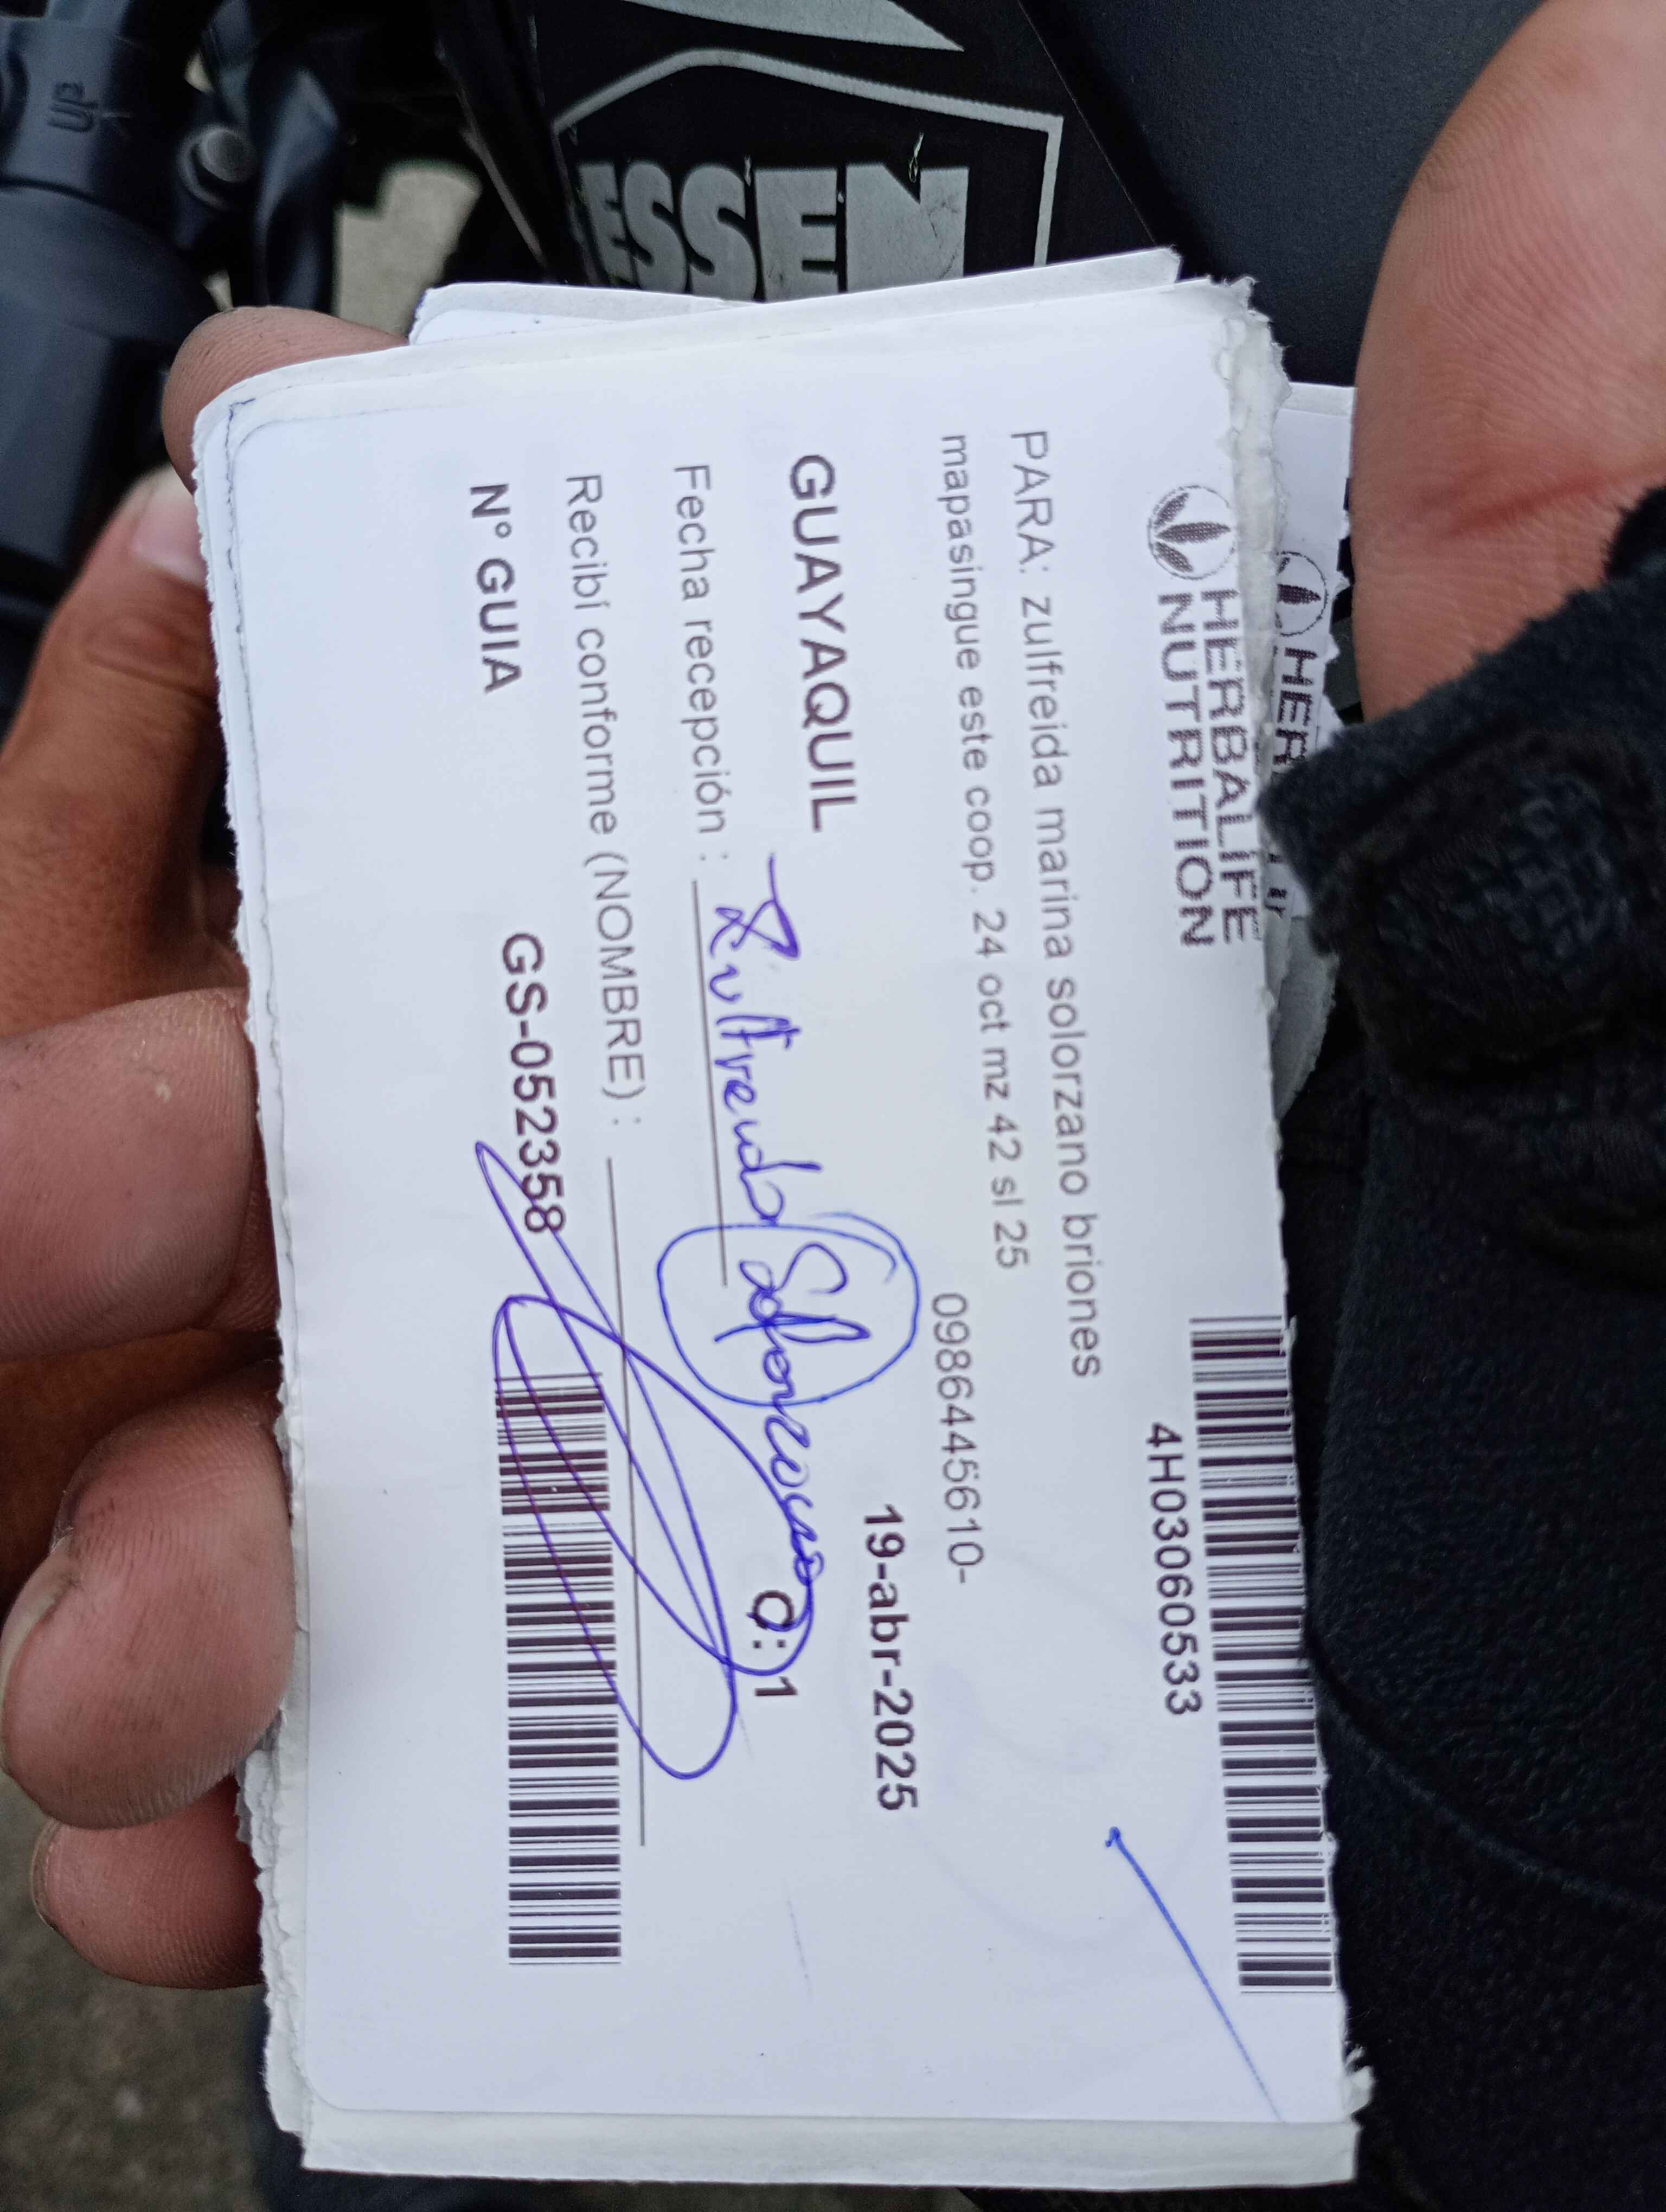 HERBALIFE
NUTRITION
4H03060533
PARA: zulfreida marina solorzano briones
mapasingue este coop. 24 oct mz 42 sl 25
0986445610-
19-abr-2025
GUAYAQUIL
Fecha recepción :
Q:1
Recibí conforme (NOMBRE) :
N° GUIA
GS-052358
HER
ESSEN